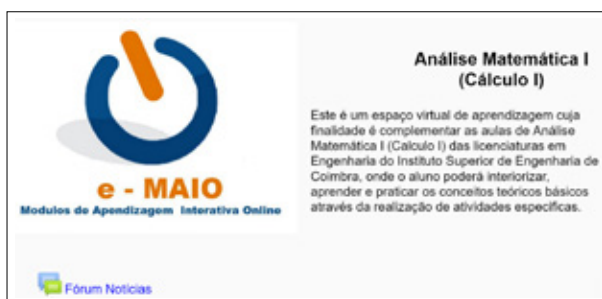 e - MAIO
Modulos de Apendizagem Interativa Online
Análise Matemática I
(Cálculo I)
Este é um espaço virtual de aprendizagem cuja
finalidade é complementar as aulas de Análise
Matemática I (Calculo I) das licenciaturas em
Engenharia do Instituto Superior de Engenharia de
Coimbra, onde o aluno poderá interiorizar,
aprender e praticar os conceitos teóricos básicos
através da realização de atividades especificas.
Fórum Notícias